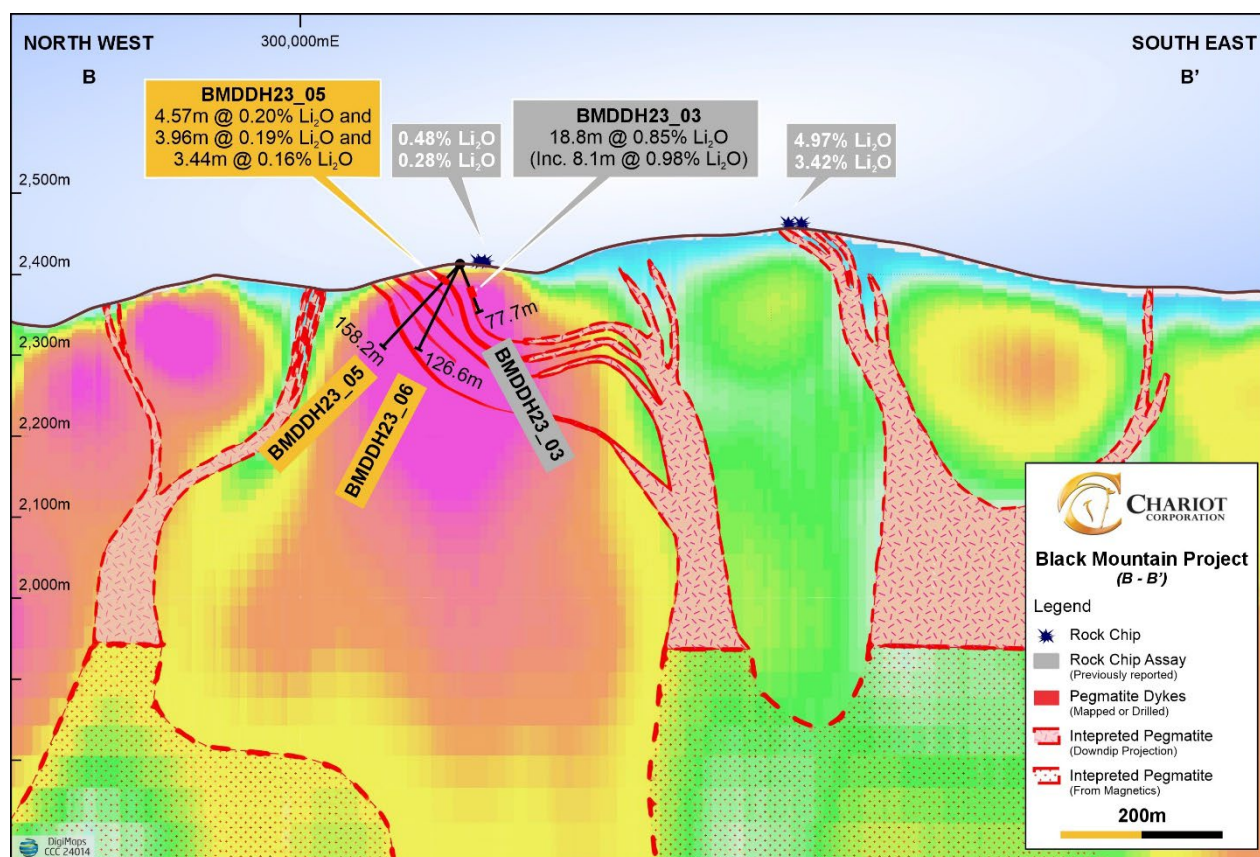 NORTH WEST
B
300,000mE
SOUTH EAST
B'
BMDDH23_05
4.57m @ 0.20% Li₂O and
3.96m @ 0.19% Li₂O and
3.44m @ 0.16% Li₂O
0.48% Li₂O
0.28% Li₂O
BMDDH23_03
18.8m @ 0.85% Li₂O
(Inc. 8.1m @ 0.98% Li₂O)
4.97% Li₂O
3.42% Li₂O
2,500m
2,400m
2,300m
2,200m
2,100m
2,000m
158.2m
126.6m
77.7m
BMDDH23_05
BMDDH23_06
BMDDH23_03
CHARIOT
CORPORATION
Black Mountain Project
(B - B')
Legend
Rock Chip
Rock Chip Assay
(Previously reported)
Pegmatite Dykes
(Mapped or Drilled)
Intepreted Pegmatite
(Downdip Projection)
Intepreted Pegmatite
(From Magnetics)
200m
DigiMaps
CCC 24014